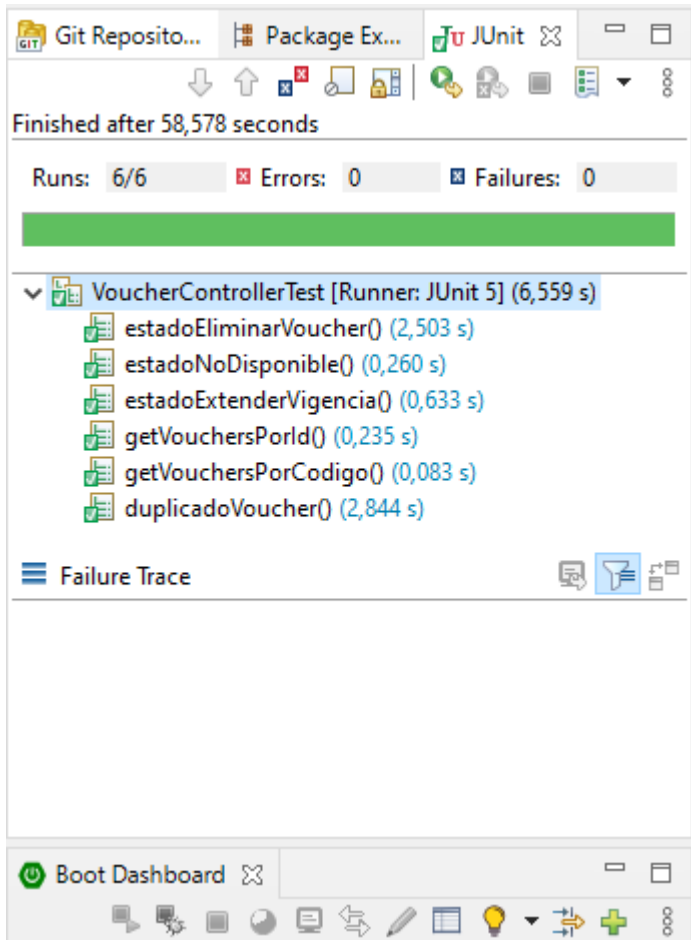 Git Reposito... Package Ex... JUnit
Finished after 58,578 seconds
Runs: 6/6 Errors: 0 Failures: 0
VoucherControllerTest [Runner: JUnit 5] (6,559 s)
estadoEliminarVoucher() (2,503 s)
estadoNoDisponible() (0,260 s)
estadoExtenderVigencia() (0,633 s)
getVouchersPorId() (0,235 s)
getVouchersPorCodigo() (0,083 s)
duplicadoVoucher() (2,844 s)
Failure Trace
Boot Dashboard